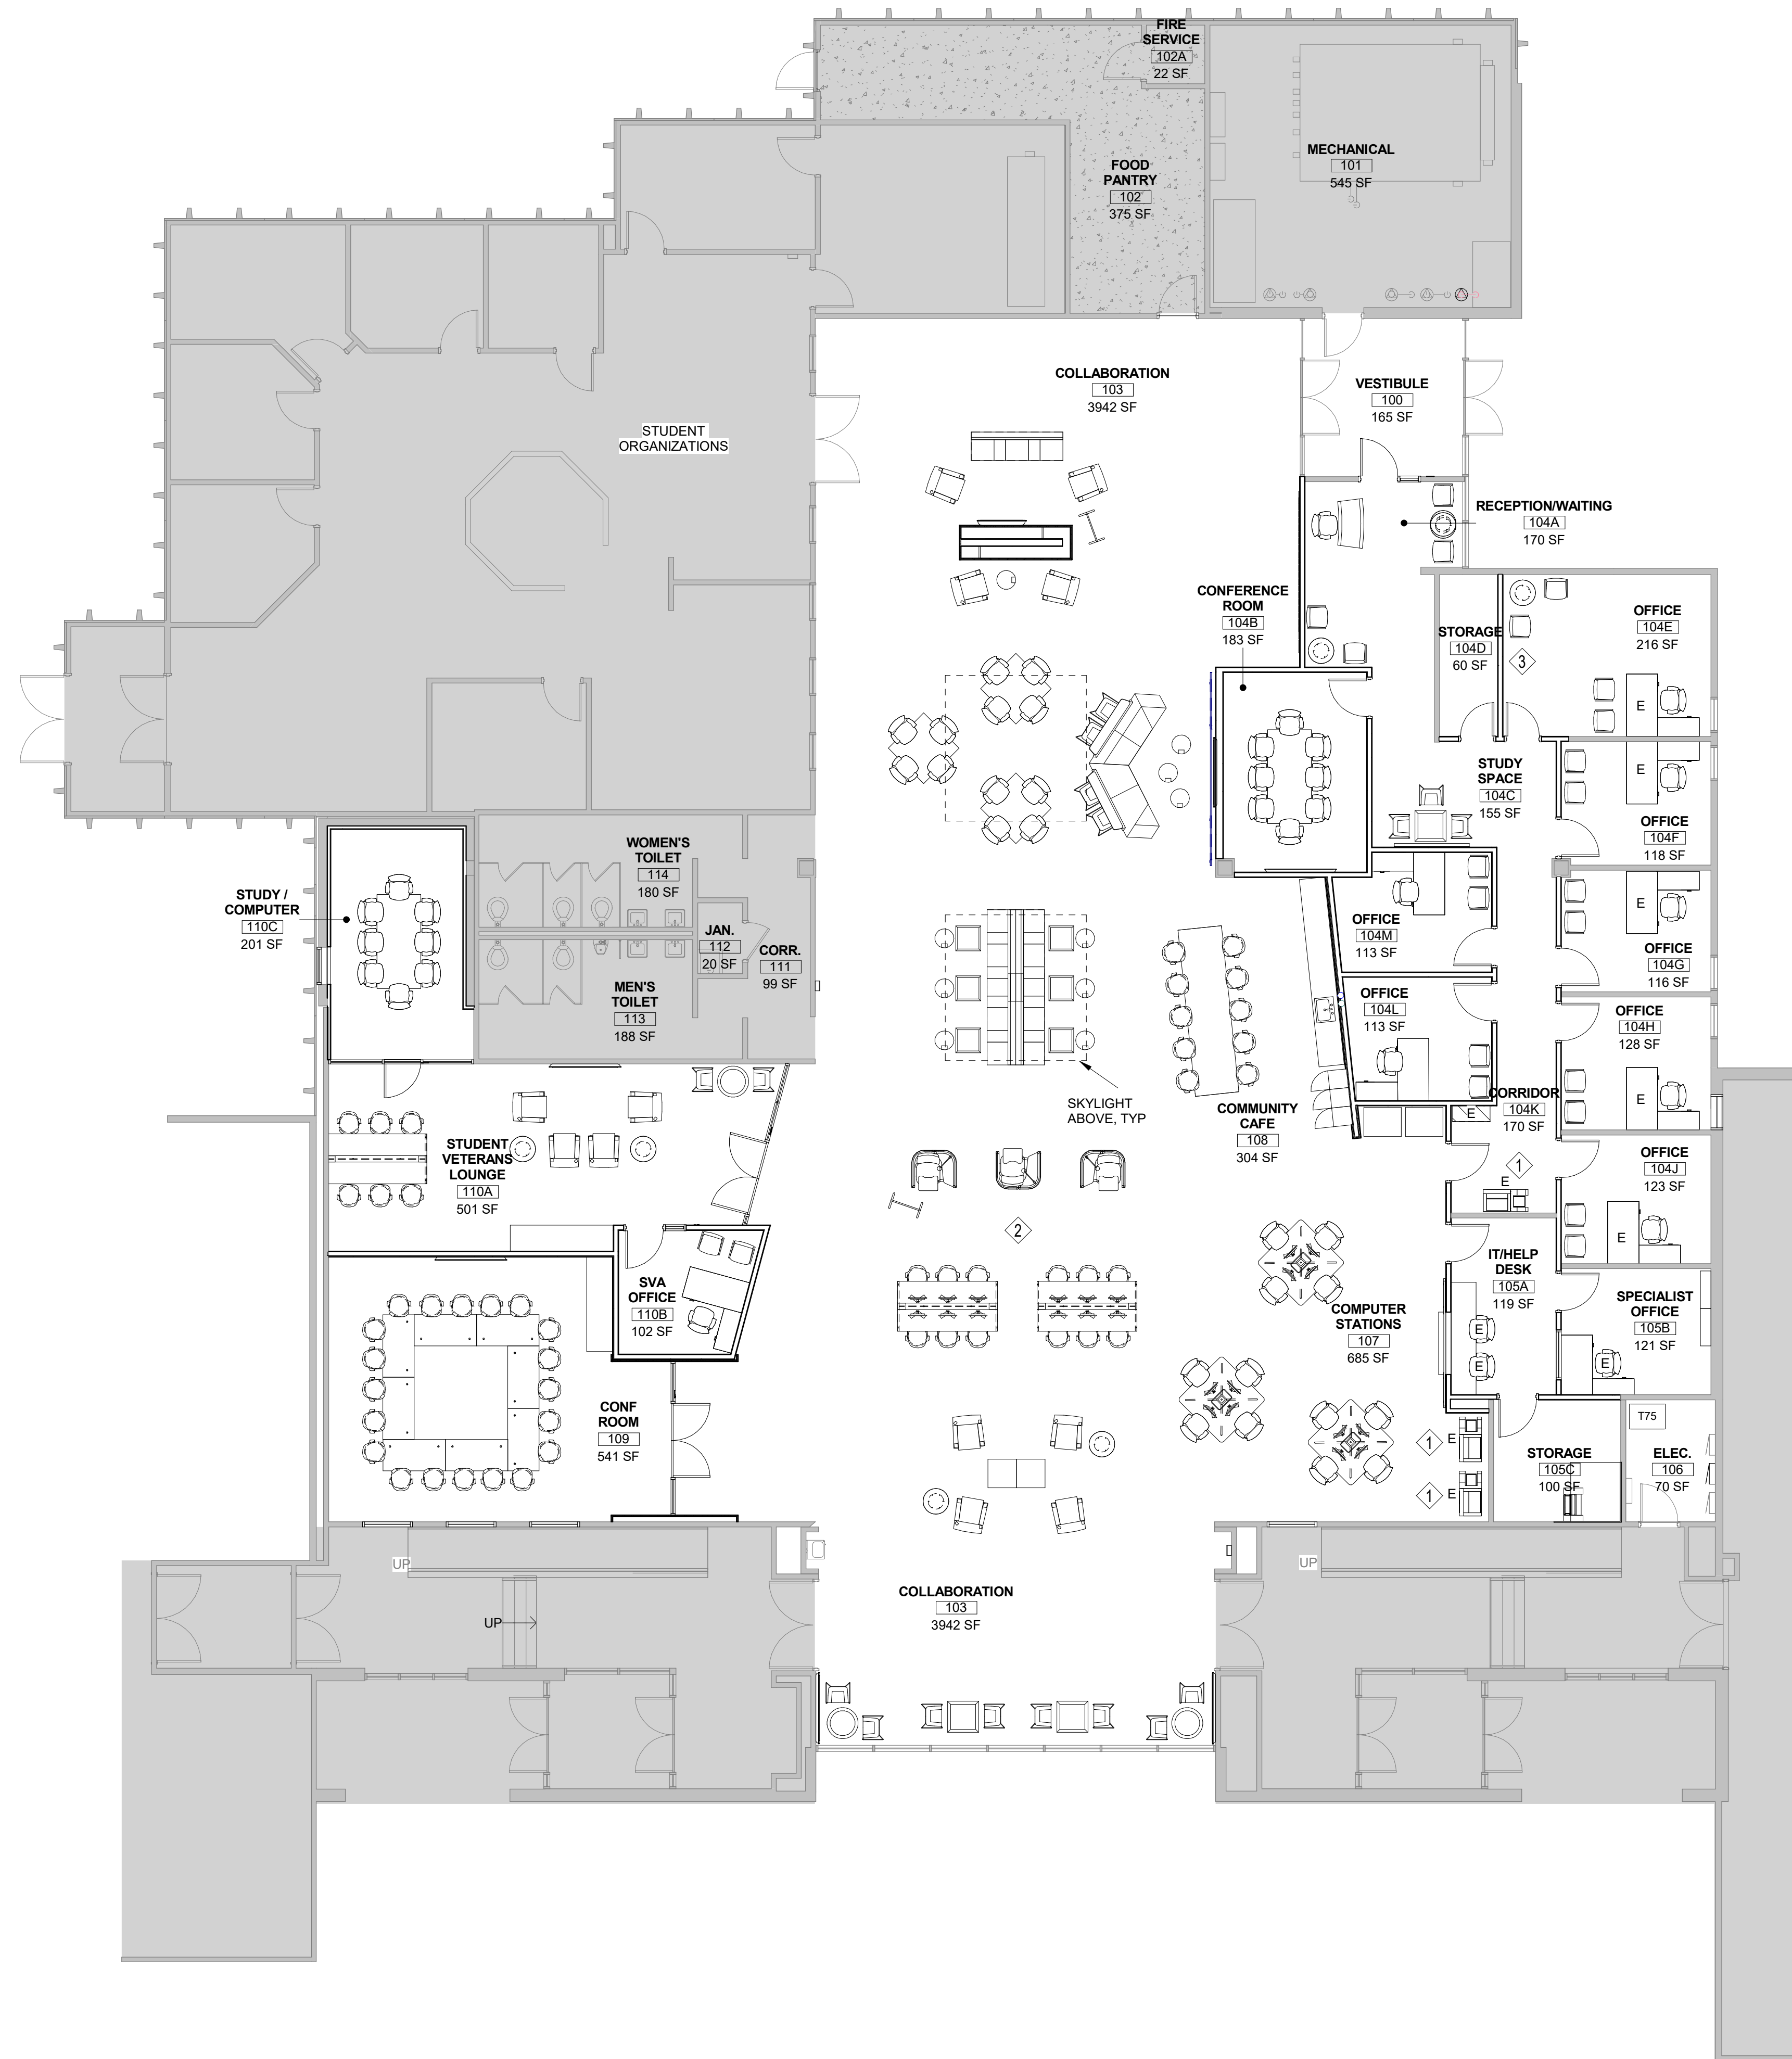 FIRE
SERVICE
102A
22 SF
MECHANICAL
101
545 SF
FOOD
PANTRY
102
375 SF
COLLABORATION
103
3942 SF
VESTIBULE
100
165 SF
STUDENT
ORGANIZATIONS
RECEPTION/WAITING
104A
170 SF
CONFERENCE
ROOM
104B
183 SF
STORAGE
104D
60 SF
OFFICE
104E
216 SF
3
E
STUDY
SPACE
104C
155 SF
E
OFFICE
104F
118 SF
WOMEN'S
TOILET
114
180 SF
STUDY /
COMPUTER
110C
201 SF
JAN.
112
20 SF
CORR.
111
99 SF
MEN'S
TOILET
113
188 SF
OFFICE
104M
113 SF
E
OFFICE
104G
116 SF
OFFICE
104L
113 SF
OFFICE
104H
128 SF
E
SKYLIGHT
ABOVE, TYP
COMMUNITY
CAFE
108
304 SF
CORRIDOR
104K
170 SF
E
1
E
OFFICE
104J
123 SF
E
STUDENT
VETERANS
LOUNGE
110A
501 SF
2
SVA
OFFICE
110B
102 SF
IT/HELP
DESK
105A
119 SF
E
E
SPECIALIST
OFFICE
105B
121 SF
E
COMPUTER
STATIONS
107
685 SF
CONF
ROOM
109
541 SF
1
E
1
E
STORAGE
105C
100 SF
T75
ELEC.
106
70 SF
UP
UP
UP
COLLABORATION
103
3942 SF